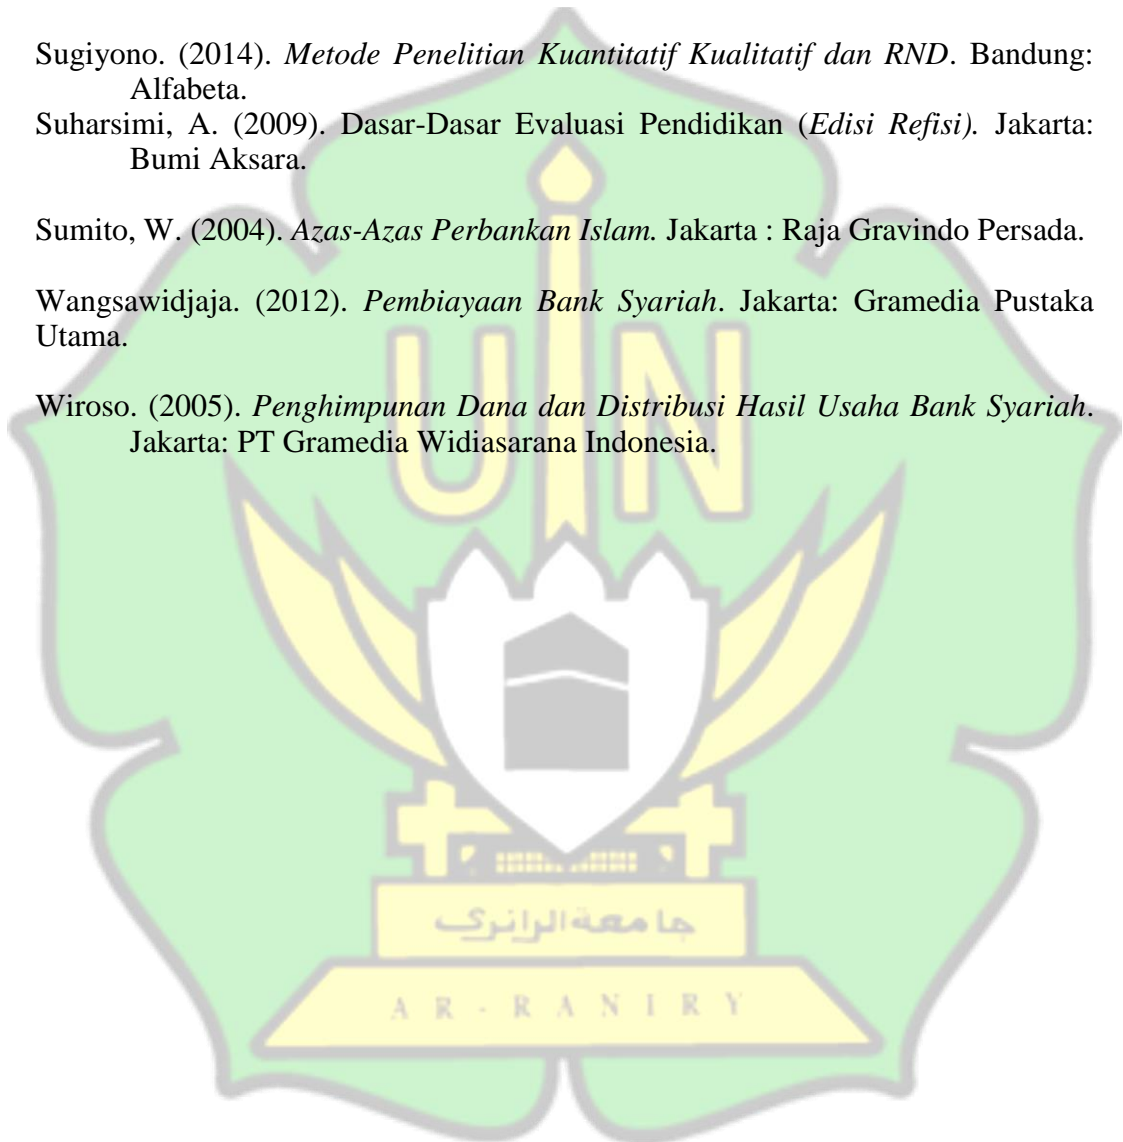 Sugiyono. (2014). Metode Penelitian Kuantitatif Kualitatif dan RND. Bandung:
Alfabeta.
Suharsimi, A. (2009). Dasar-Dasar Evaluasi Pendidikan (Edisi Refisi). Jakarta:
Bumi Aksara.
Sumito, W. (2004). Azas-Azas Perbankan Islam. Jakarta : Raja Gravindo Persada.
Wangsawidjaja. (2012). Pembiayaan Bank Syariah. Jakarta: Gramedia Pustaka
Utama.
Wiroso. (2005). Penghimpunan Dana dan Distribusi Hasil Usaha Bank Syariah.
Jakarta: PT Gramedia Widiasarana Indonesia.
UIN
جامعة الرانرك
AR-RANIRY